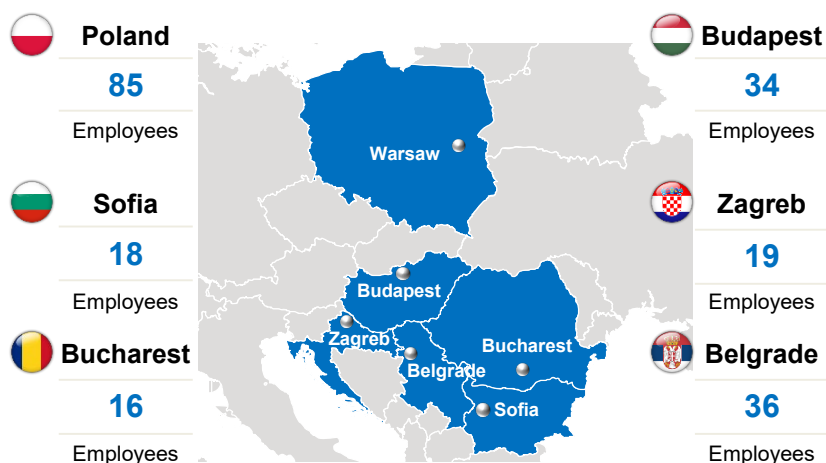 Poland
85
Employees
Budapest
34
Employees
Sofia
18
Employees
Zagreb
19
Employees
Bucharest
16
Employees
Belgrade
36
Employees
Warsaw
Budapest
Zagreb
Bucharest
Belgrade
Sofia